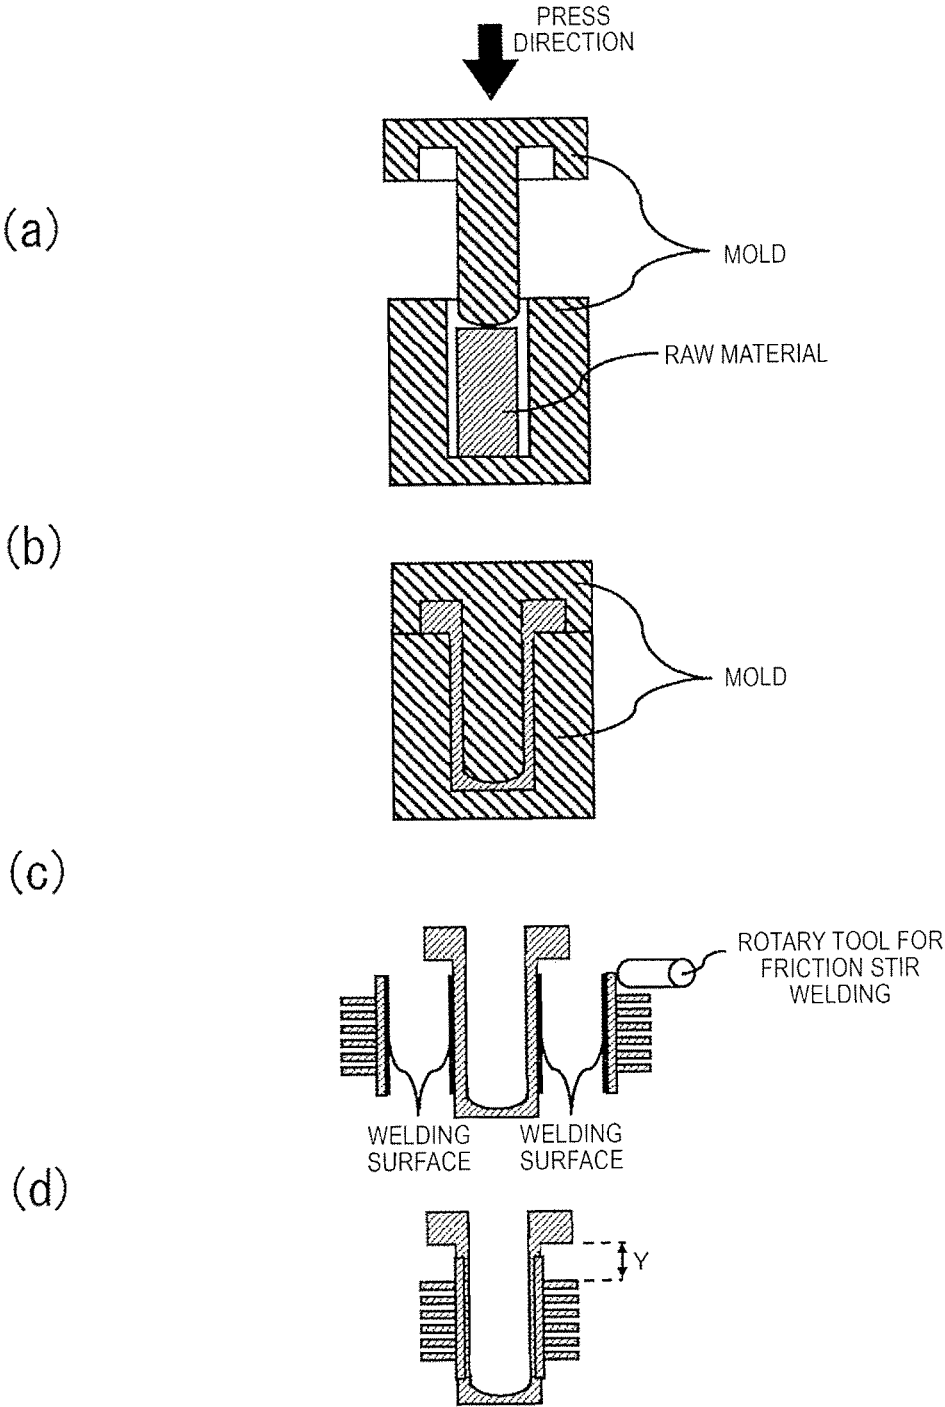 PRESS
DIRECTION
(a)
MOLD
RAW MATERIAL
(b)
MOLD
(c)
ROTARY TOOL FOR
FRICTION STIR
WELDING
WELDING
SURFACE
WELDING
SURFACE
(d)
Y